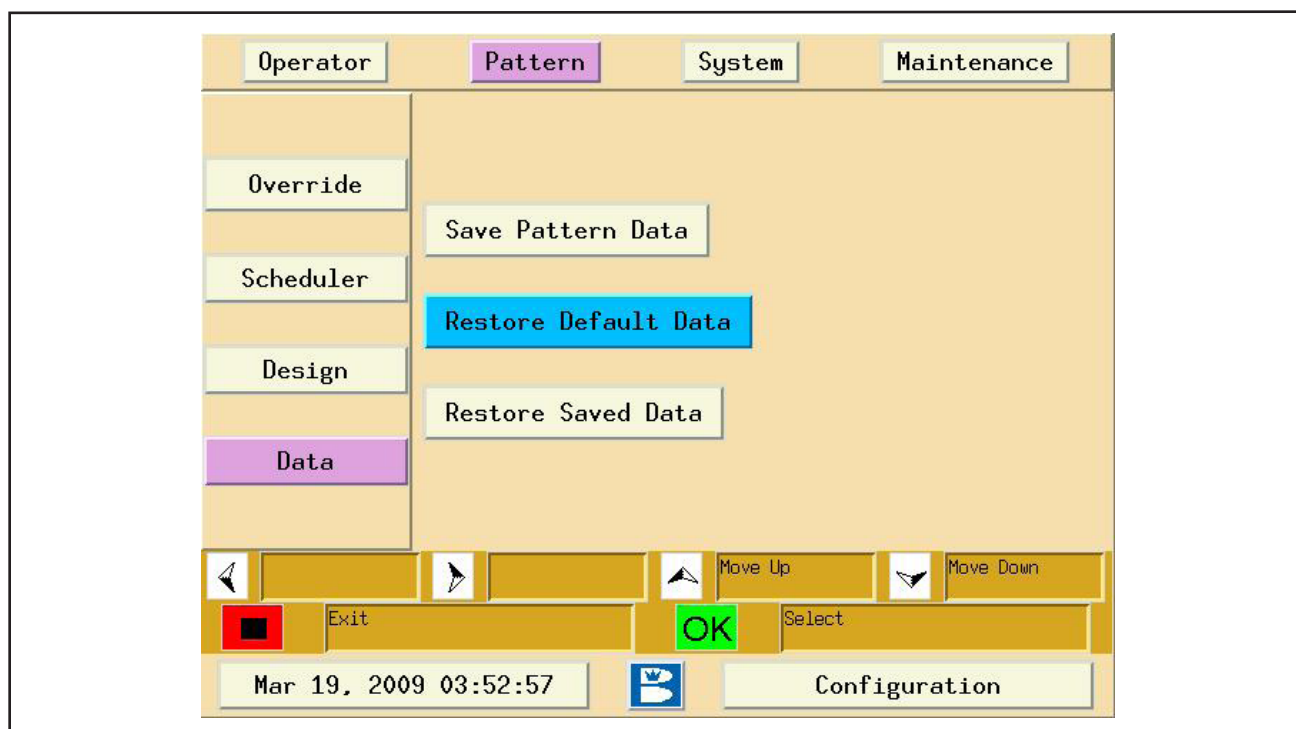 Operator Pattern System Maintenance
Override
Save Pattern Data
Scheduler
Restore Default Data
Design
Restore Saved Data
Data
Move Up Move Down
Exit OK Select
Mar 19, 2009 03:52:57 B Configuration